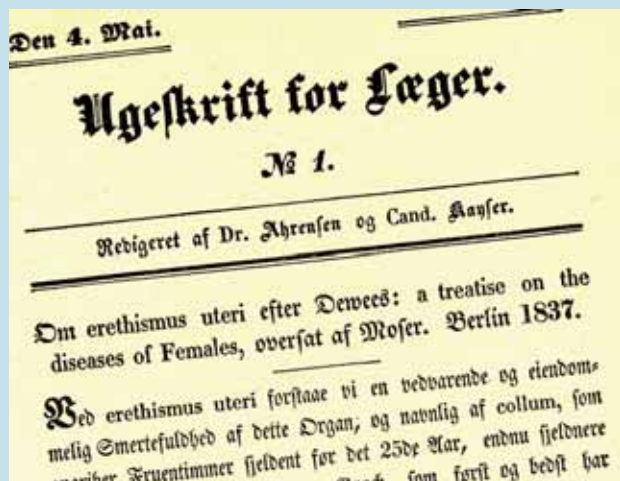 Den 4. Mai.
Ugeskrift for Læger.
№ 1.
Redigeret af Dr. Ahrensen og Cand. Kayser.
Om erethismus uteri efter Dewees: a treatise on the
diseases of Females, oversat af Moser. Berlin 1837.
Ved erethismus uteri forstaae vi en vedvarende og eiendom-
melig Smertefuldhed af dette Organ, og navnlig af collum, som
Fruentimmer sjeldent før det 25de Aar, endnu sjeldnere
som først og bedst har